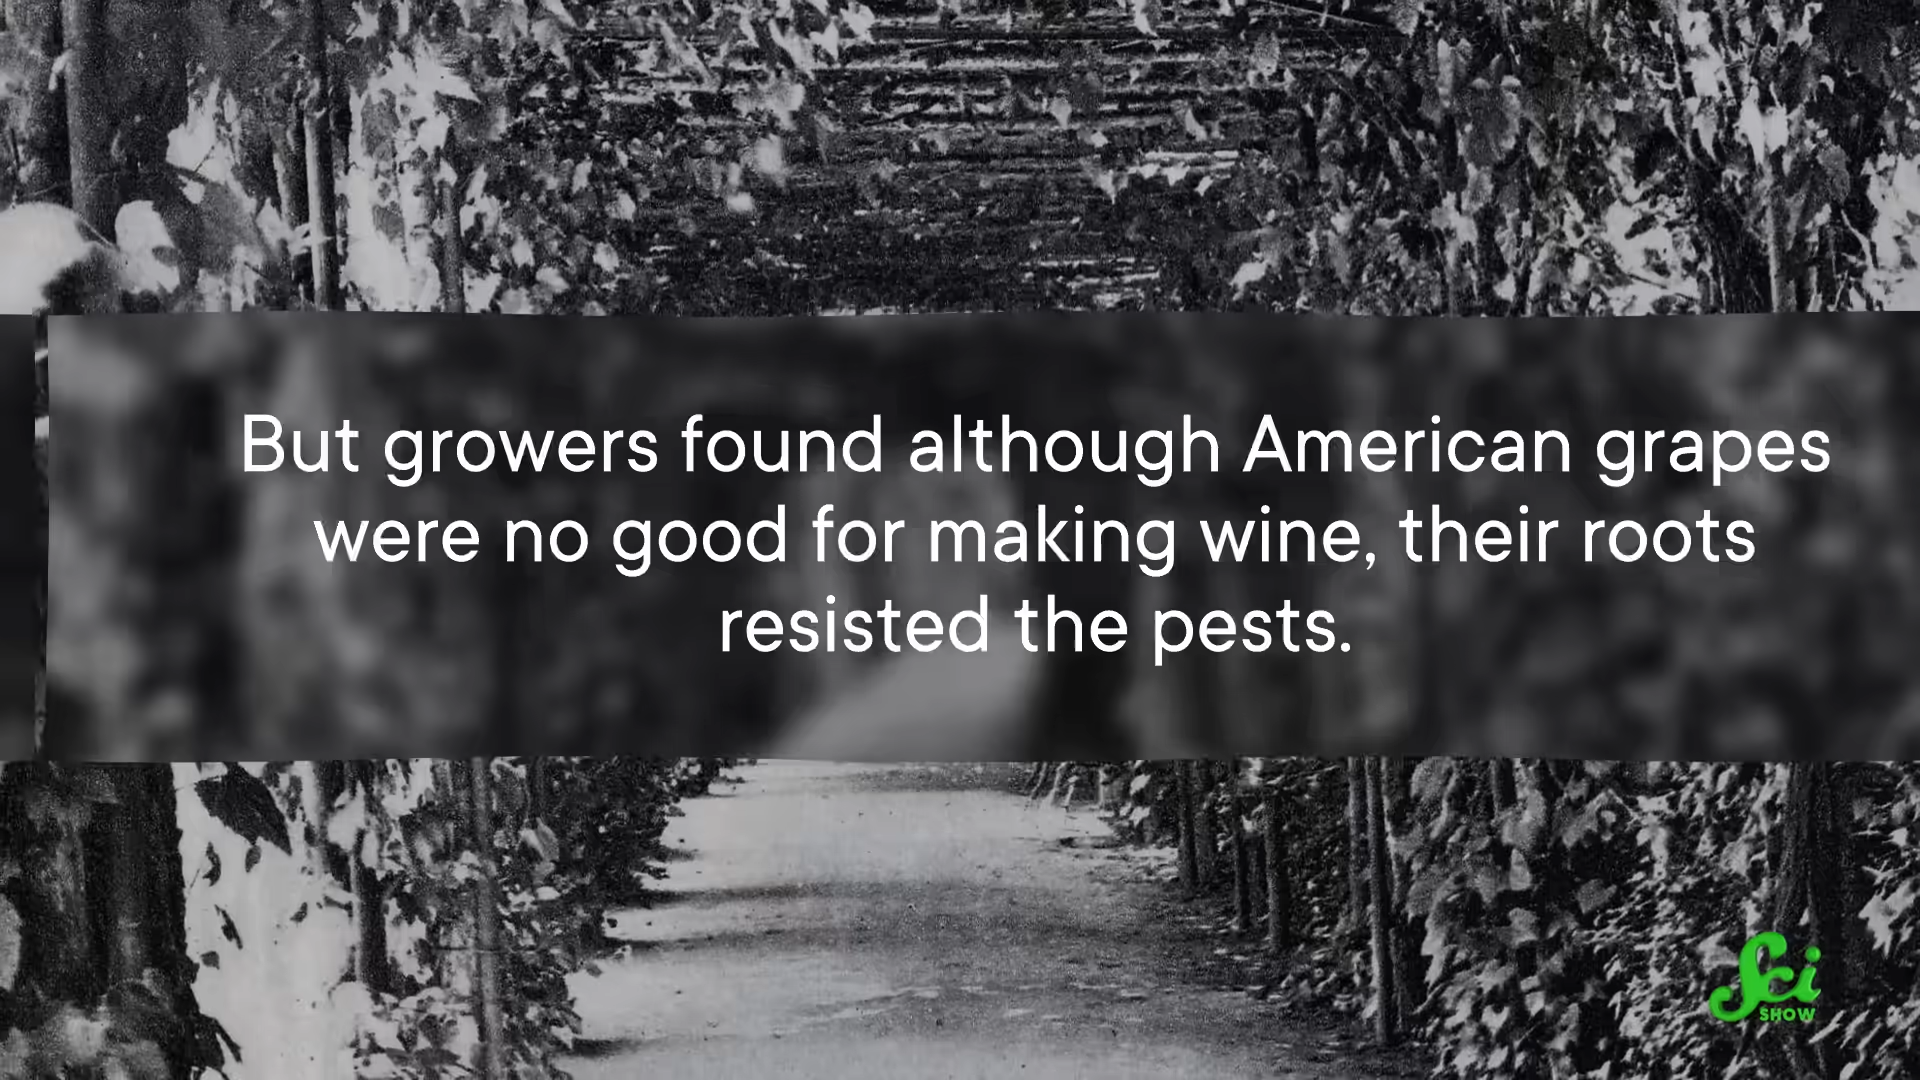 But growers found although American grapes
were no good for making wine, their roots
resisted the pests.
Sci
SHOW